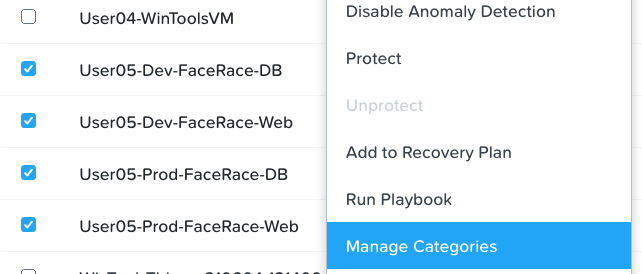 User04-WinToolsVM
User05-Dev-FaceRace-DB
User05-Dev-FaceRace-Web
User05-Prod-FaceRace-DB
User05-Prod-FaceRace-Web
Disable Anomaly Detection
Protect
Unprotect
Add to Recovery Plan
Run Playbook
Manage Categories